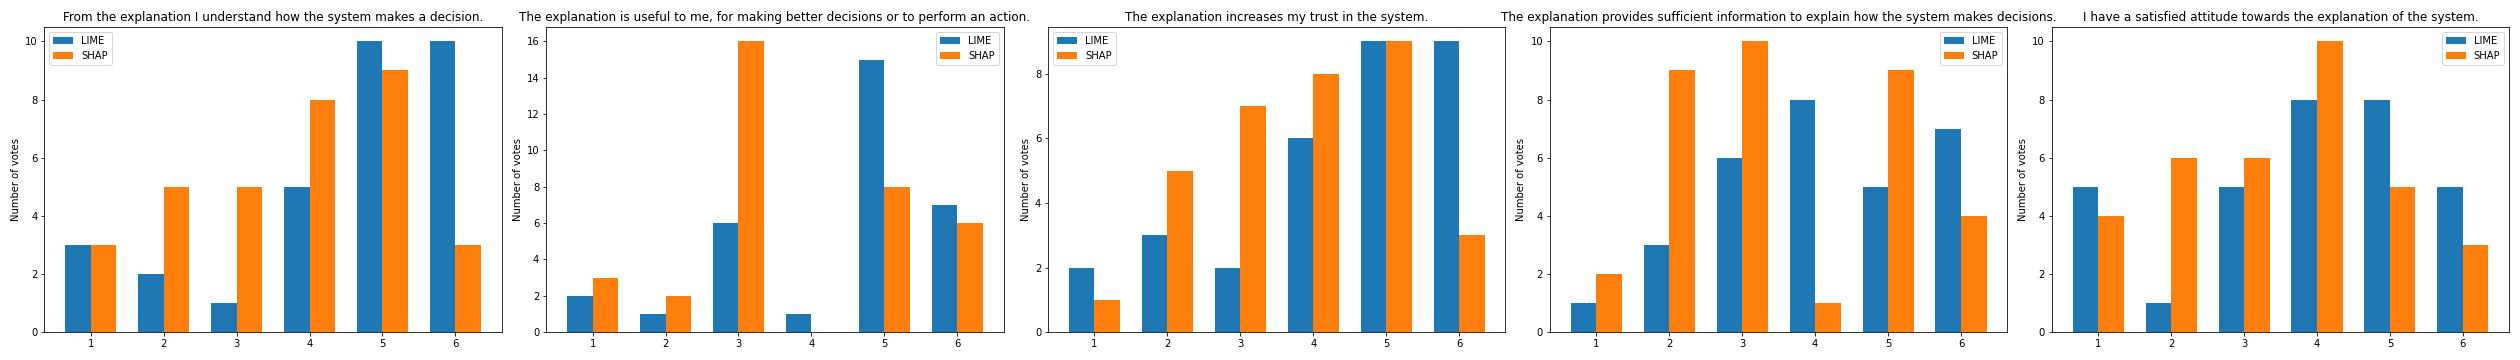 From the explanation I understand how the system makes a decision.
LIME
SHAP
Number of votes
10
8
6
4
2
0
1 2 3 4 5 6
The explanation is useful to me, for making better decisions or to perform an action.
LIME
SHAP
Number of votes
16
14
12
10
8
6
4
2
0
1 2 3 4 5 6
The explanation increases my trust in the system.
LIME
SHAP
Number of votes
8
6
4
2
0
1 2 3 4 5 6
The explanation provides sufficient information to explain how the system makes decisions.
LIME
SHAP
Number of votes
10
8
6
4
2
0
1 2 3 4 5 6
I have a satisfied attitude towards the explanation of the system.
LIME
SHAP
Number of votes
10
8
6
4
2
0
1 2 3 4 5 6